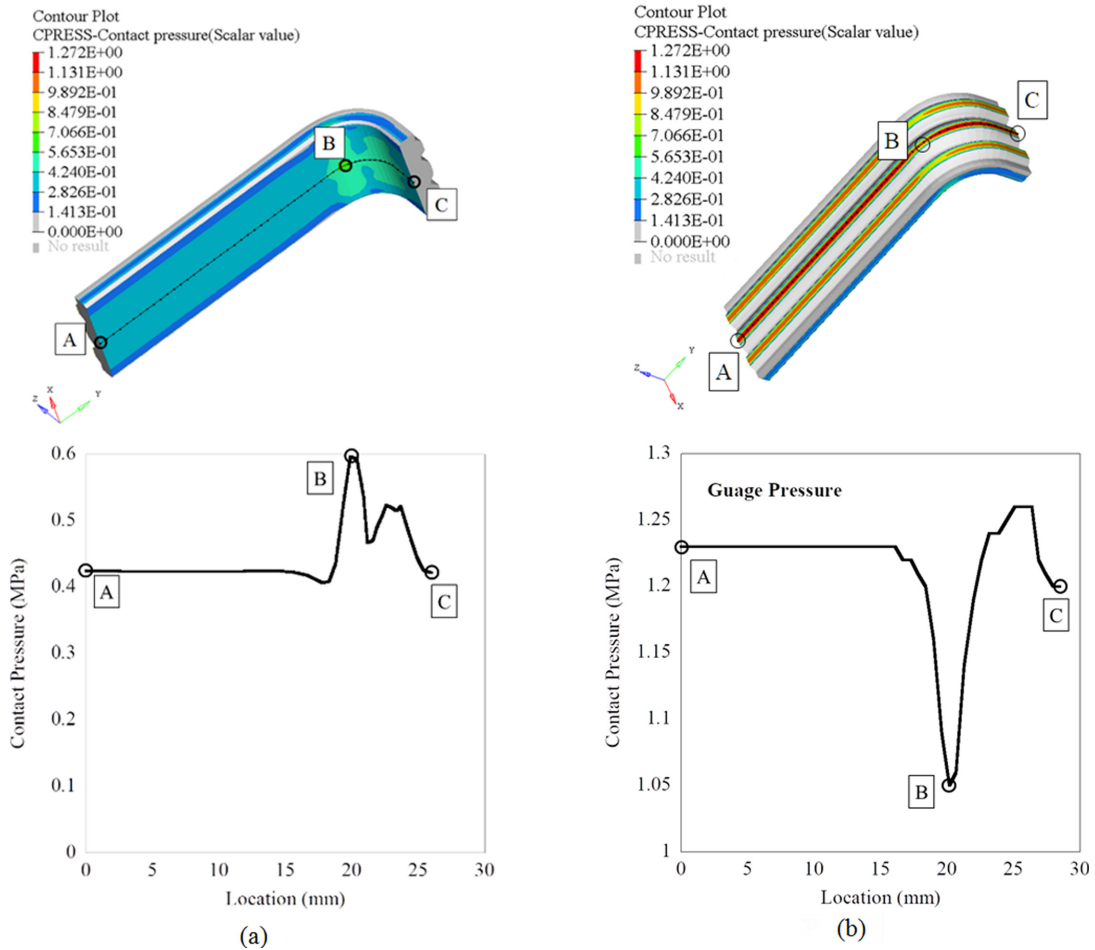 Contour Plot
CPRESS-Contact pressure(Scalar value)
1.272E+00
1.131E+00
9.892E-01
8.479E-01
7.066E-01
5.653E-01
4.240E-01
2.826E-01
1.413E-01
0.000E+00
No result
B
C
A
Z
X
Y
Contour Plot
CPRESS-Contact pressure(Scalar value)
1.272E+00
1.131E+00
9.892E-01
8.479E-01
7.066E-01
5.653E-01
4.240E-01
2.826E-01
1.413E-01
0.000E+00
No result
C
B
A
Z
Y
X
Contact Pressure (MPa)
0.6
0.5
0.4
0.3
0.2
0.1
0
A
B
C
0
5
10
15
20
25
30
Location (mm)
(a)
Contact Pressure (MPa)
1.3
1.25
1.2
1.15
1.1
1.05
1
Guage Pressure
A
B
C
0
5
10
15
20
25
30
Location (mm)
(b)